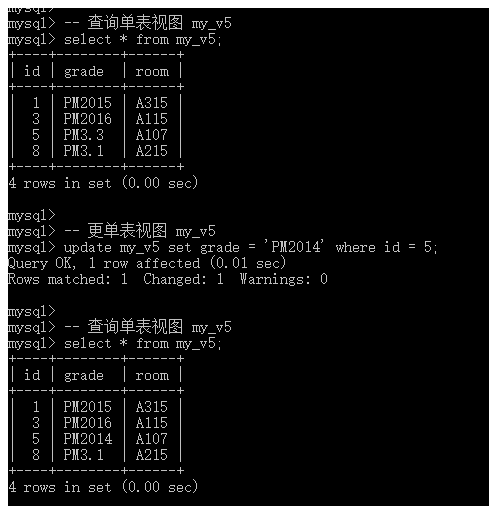 mysql>
mysql> -- 查询单表视图 my_v5
mysql> select * from my_v5;
+----+--------+------+
| id | grade  | room |
+----+--------+------+
|  1 | PM2015 | A315 |
|  3 | PM2016 | A115 |
|  5 | PM3.3  | A107 |
|  8 | PM3.1  | A215 |
+----+--------+------+
4 rows in set (0.00 sec)
mysql>
mysql> -- 更单表视图 my_v5
mysql> update my_v5 set grade = 'PM2014' where id = 5;
Query OK, 1 row affected (0.01 sec)
Rows matched: 1  Changed: 1  Warnings: 0
mysql>
mysql> -- 查询单表视图 my_v5
mysql> select * from my_v5;
+----+--------+------+
| id | grade  | room |
+----+--------+------+
|  1 | PM2015 | A315 |
|  3 | PM2016 | A115 |
|  5 | PM2014 | A107 |
|  8 | PM3.1  | A215 |
+----+--------+------+
4 rows in set (0.00 sec)